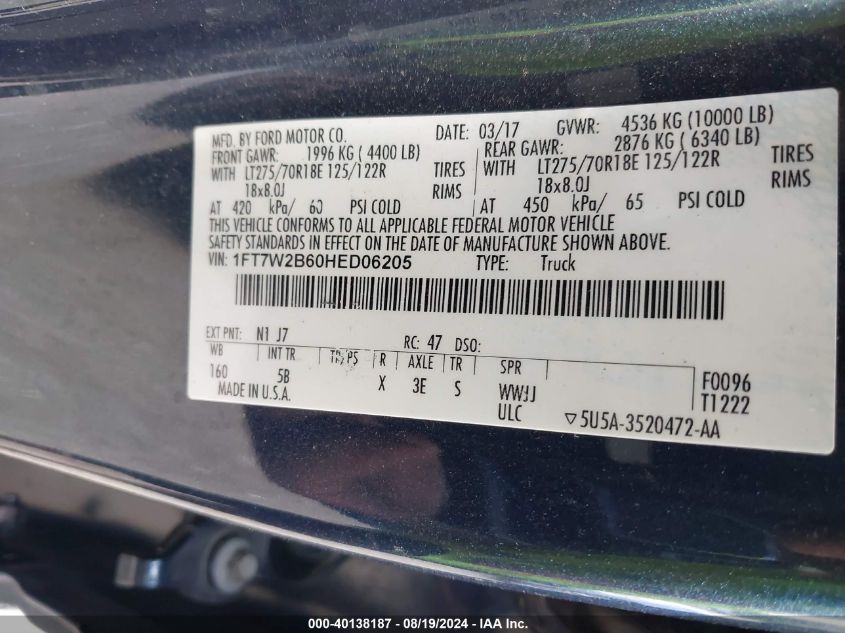 MFD. BY FORD MOTOR CO. DATE: 03/17 GVWR: 4536 KG (10000 LB)
FRONT GAWR: 1996 KG ( 4400 LB) REAR GAWR: 2876 KG ( 6340 LB)
WITH LT275/70R18E 125/122R TIRES WITH LT275/70R18E 125/122R TIRES
18x8.0J RIMS 18x8.0J RIMS
AT 420 kPa/ 60 PSI COLD AT 450 kPa/ 65 PSI COLD
THIS VEHICLE CONFORMS TO ALL APPLICABLE FEDERAL MOTOR VEHICLE
SAFETY STANDARDS IN EFFECT ON THE DATE OF MANUFACTURE SHOWN ABOVE.
VIN: 1FT7W2B60HED06205 TYPE: Truck
EXT PNT: N1 J7 RC: 47 DSO:
WB INT TR R AXLE TR SPR
160 5B X 3E S WWJJ F0096
MADE IN U.S.A. ULC T1222
▽5U5A-3520472-AA
000-40138187 - 08/19/2024 - © IAA Holdings, LLC.